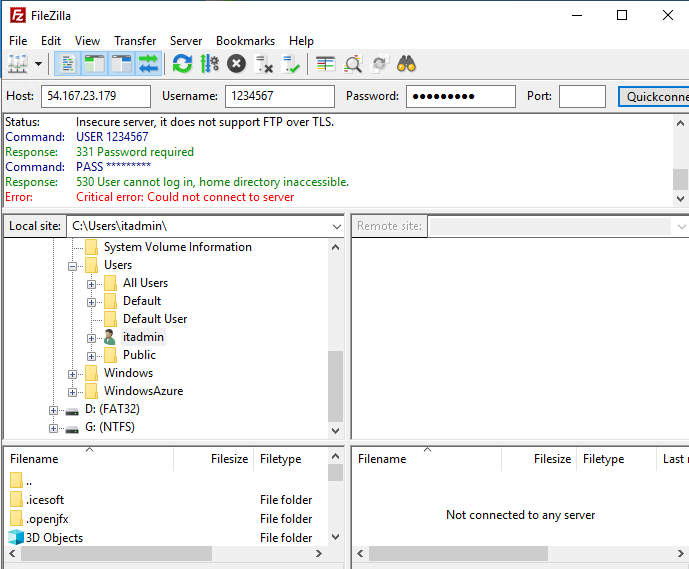 FileZilla
File Edit View Transfer Server Bookmarks Help
Host: 54.167.23.179 Username: 1234567 Password: ●●●●●●●●● Port: Quickconne
Status: Insecure server, it does not support FTP over TLS.
Command: USER 1234567
Response: 331 Password required
Command: PASS *********
Response: 530 User cannot log in, home directory inaccessible.
Error: Critical error: Could not connect to server
Local site: C:\Users\itadmin\
System Volume Information
Users
All Users
Default
Default User
itadmin
Public
Windows
WindowsAzure
D: (FAT32)
G: (NTFS)
Filename Filesize Filetype
..
.icesoft File folder
.openjfx File folder
3D Objects File folder
Remote site:
Filename Filesize Filetype Last r
Not connected to any server